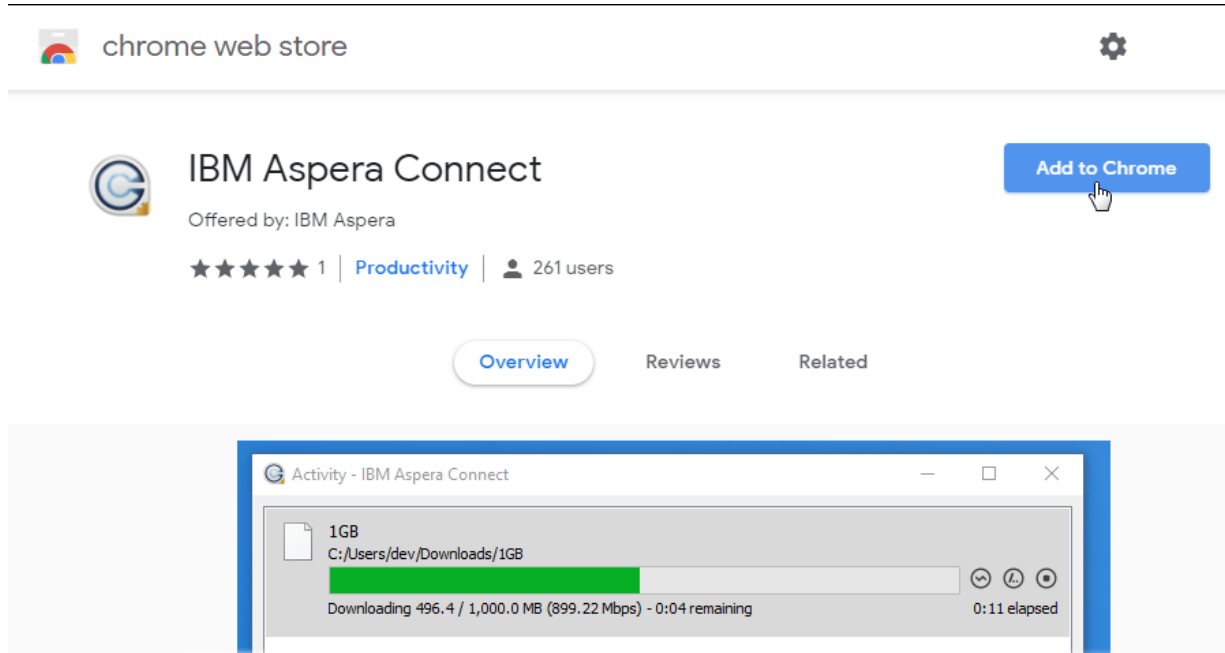 chrome web store
IBM Aspera Connect
Add to Chrome
Offered by: IBM Aspera
1 Productivity 261 users
Overview Reviews Related
Activity - IBM Aspera Connect
1GB
C:/Users/dev/Downloads/1GB
Downloading 496.4 / 1,000.0 MB (899.22 Mbps) - 0:04 remaining 0:11 elapsed